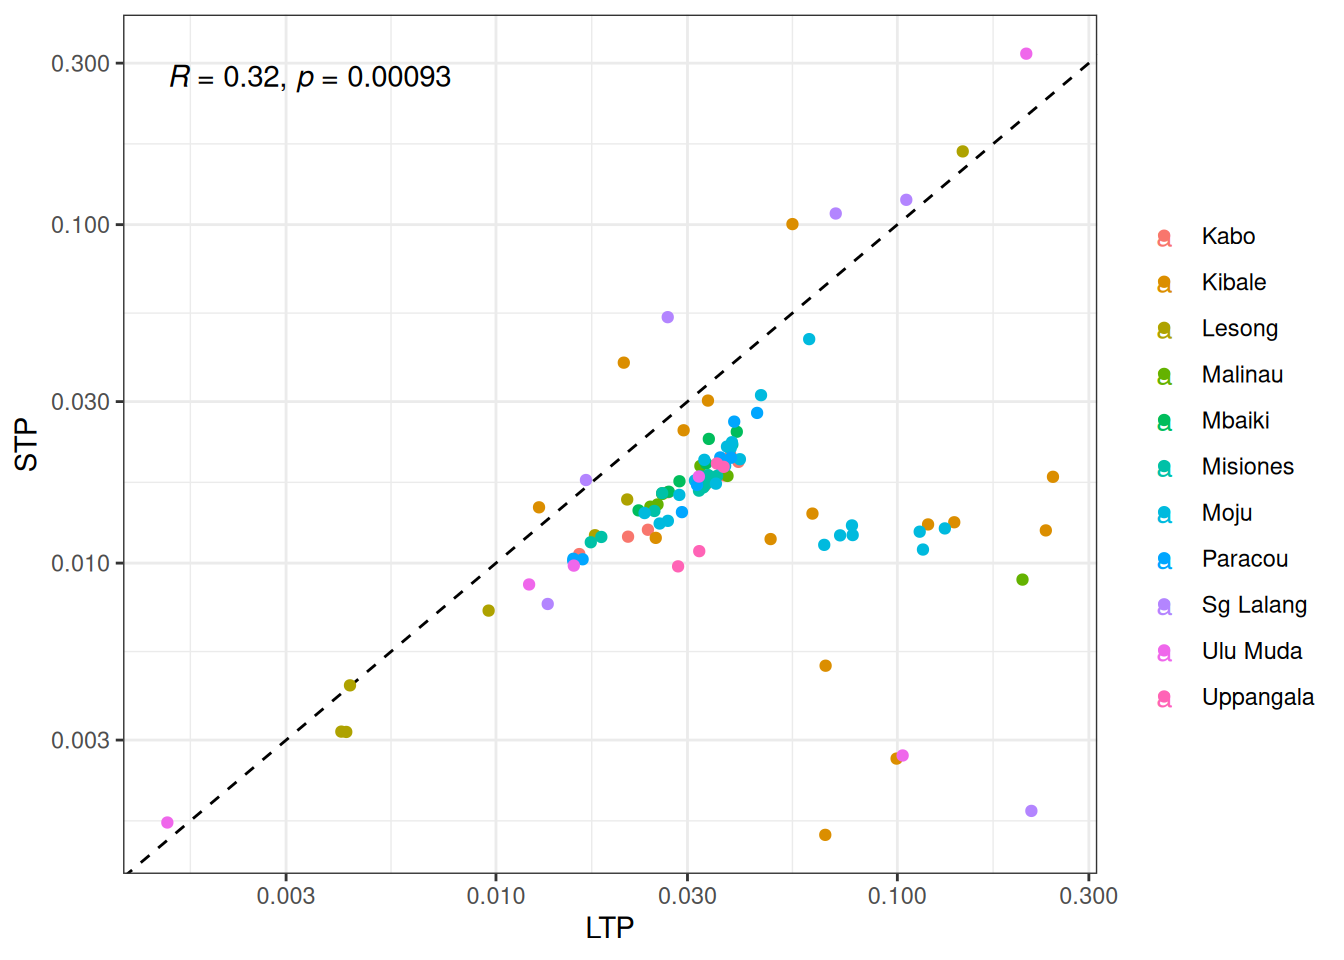 R = 0.32, p = 0.00093
0.300
0.100
0.030
0.010
0.003
STP
0.003
0.010
0.030
0.100
0.300
LTP
a Kabo
a Kibale
a Lesong
a Malinau
a Mbaiki
a Misiones
a Moju
a Paracou
a Sg Lalang
a Ulu Muda
a Uppangala